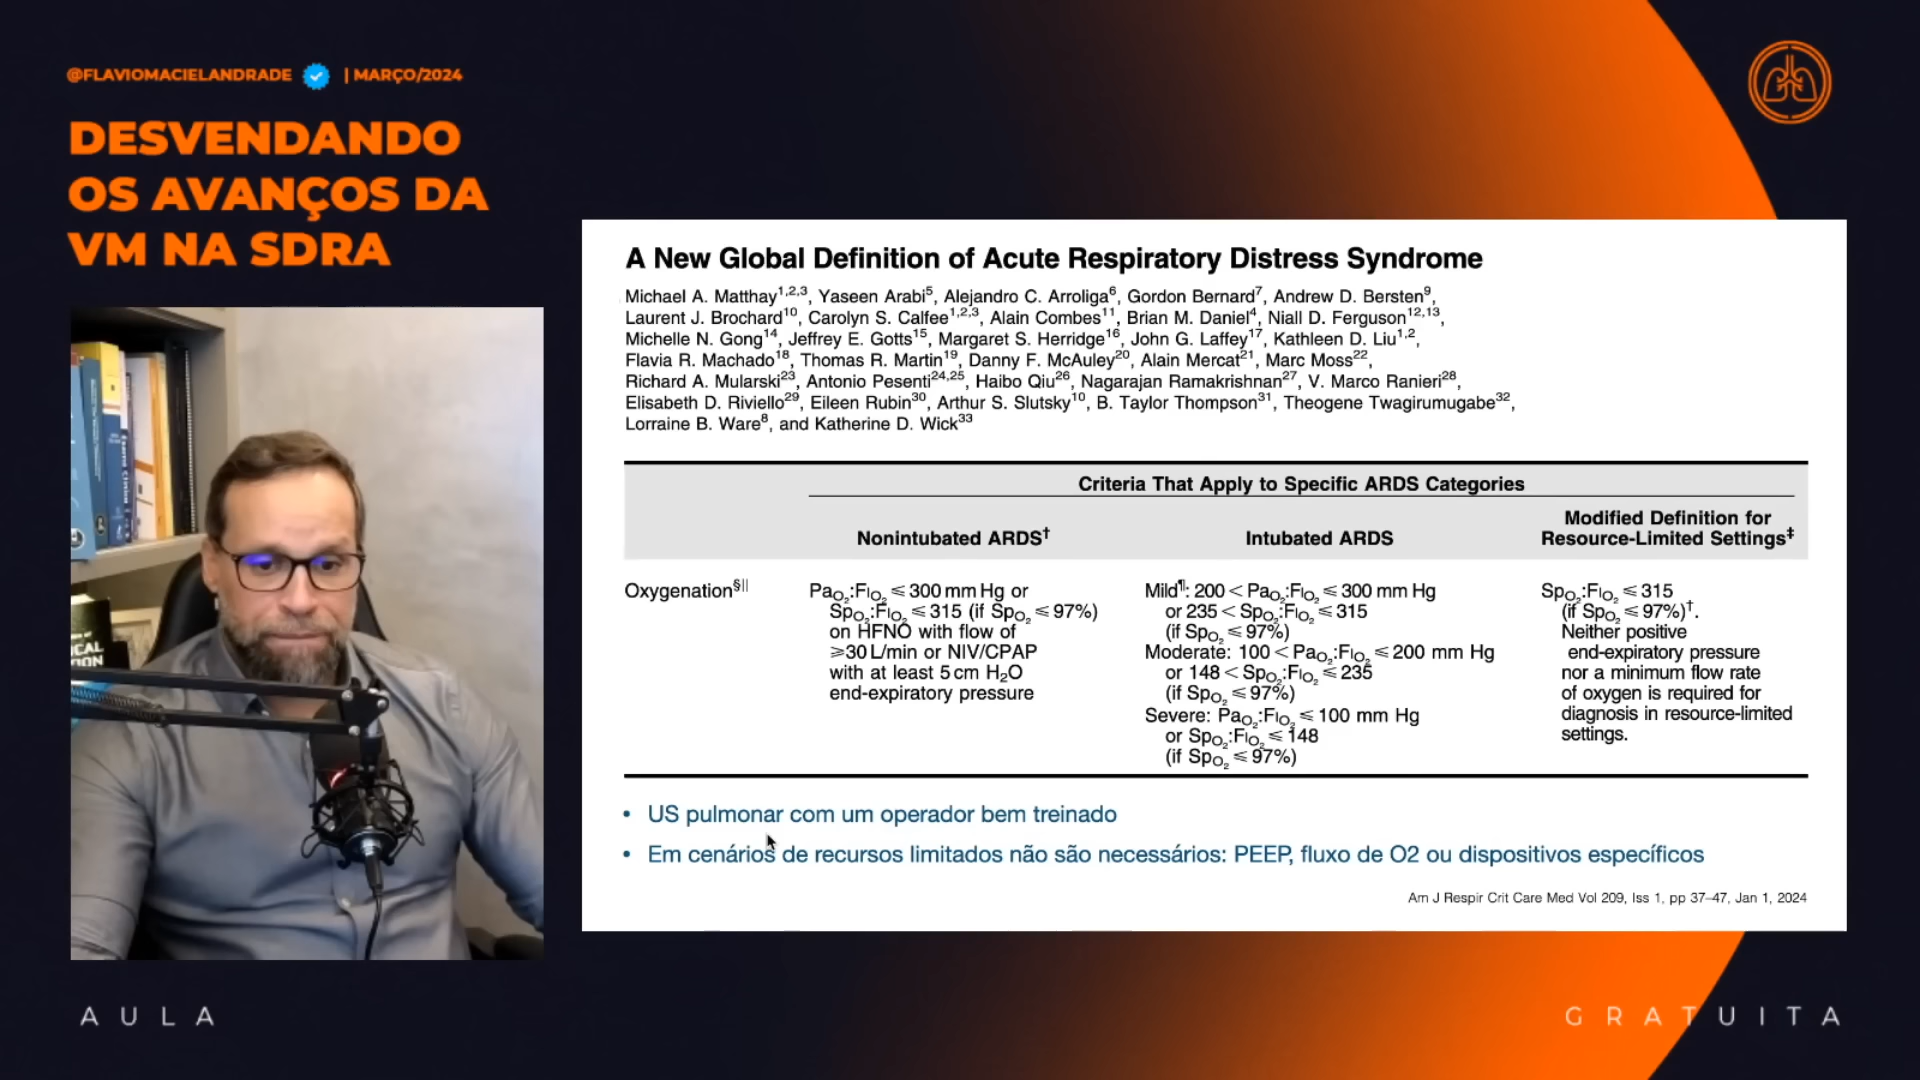 @FLAVIOMACIELANDRADE | MARÇO/2024
DESVENDANDO
OS AVANÇOS DA
VM NA SDRA
A New Global Definition of Acute Respiratory Distress Syndrome
Michael A. Matthay1,2,3, Yaseen Arabi5, Alejandro C. Arroliga6, Gordon Bernard7, Andrew D. Bersten9,
Laurent J. Brochard10, Carolyn S. Calfee1,2,3, Alain Combes11, Brian M. Daniel4, Niall D. Ferguson12,13,
Michelle N. Gong14, Jeffrey E. Gotts15, Margaret S. Herridge16, John G. Laffey17, Kathleen D. Liu1,2,
Flavia R. Machado18, Thomas R. Martin19, Danny F. McAuley20, Alain Mercat21, Marc Moss22,
Richard A. Mularski23, Antonio Pesenti24,25, Haibo Qiu26, Nagarajan Ramakrishnan27, V. Marco Ranieri28,
Elisabeth D. Riviello29, Eileen Rubin30, Arthur S. Slutsky10, B. Taylor Thompson31, Theogene Twagirumugabe32,
Lorraine B. Ware8, and Katherine D. Wick33
Criteria That Apply to Specific ARDS Categories
Nonintubated ARDS†
Intubated ARDS
Modified Definition for
Resource-Limited Settings‡
Oxygenation§||
PaO2:FIO2 ⩽ 300 mm Hg or
SpO2:FIO2 ⩽ 315 (if SpO2 ⩽ 97%)
on HFNO with flow of
⩾30 L/min or NIV/CPAP
with at least 5 cm H2O
end-expiratory pressure
Mild¶: 200 < PaO2:FIO2 ⩽ 300 mm Hg
or 235 < SpO2:FIO2 ⩽ 315
(if SpO2 ⩽ 97%)
Moderate: 100 < PaO2:FIO2 ⩽ 200 mm Hg
or 148 < SpO2:FIO2 ⩽ 235
(if SpO2 ⩽ 97%)
Severe: PaO2:FIO2 ⩽ 100 mm Hg
or SpO2:FIO2 ⩽ 148
(if SpO2 ⩽ 97%)
SpO2:FIO2 ⩽ 315
(if SpO2 ⩽ 97%)†.
Neither positive
end-expiratory pressure
nor a minimum flow rate
of oxygen is required for
diagnosis in resource-limited
settings.
• US pulmonar com um operador bem treinado
• Em cenários de recursos limitados não são necessários: PEEP, fluxo de O2 ou dispositivos específicos
Am J Respir Crit Care Med Vol 209, Iss 1, pp 37–47, Jan 1, 2024
AULA
GRATUITA